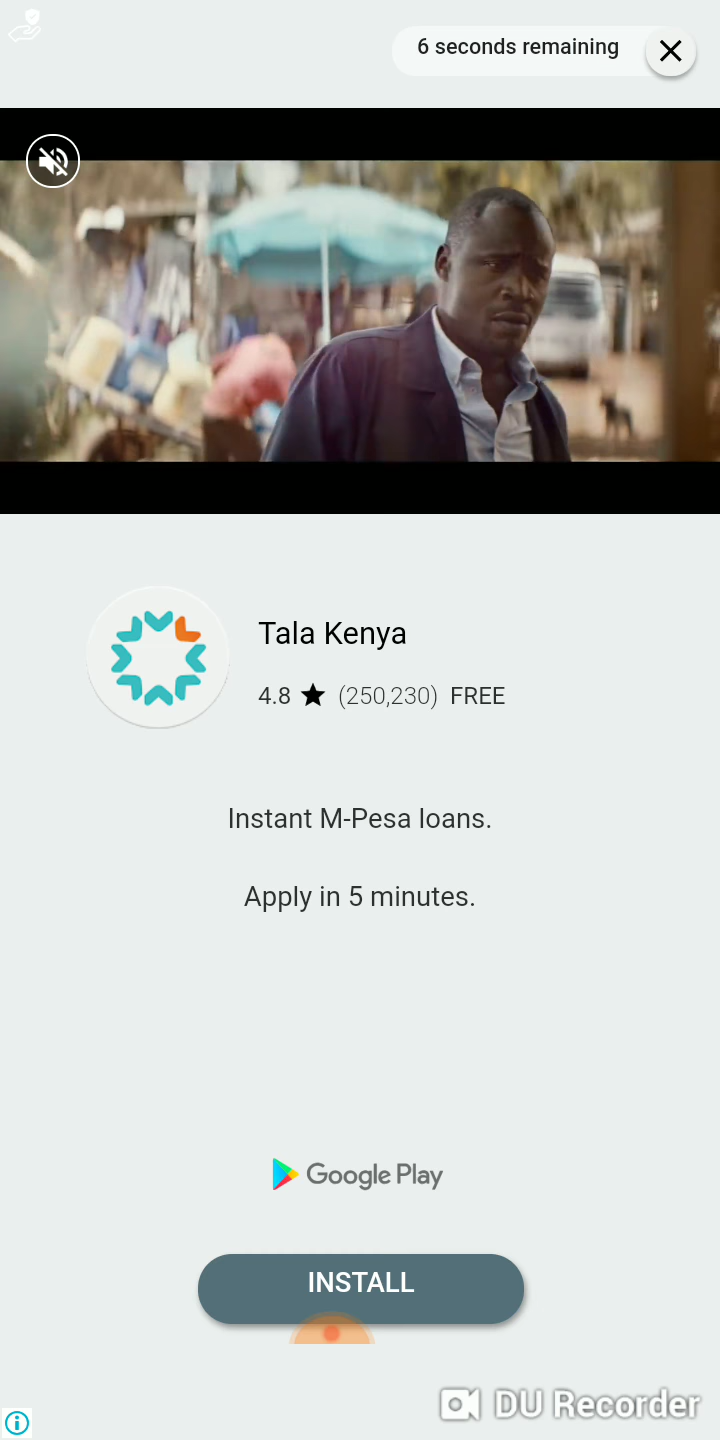 6 seconds remaining
Tala Kenya
4.8 ★ (250,230) FREE
Instant M-Pesa loans.
Apply in 5 minutes.
Google Play
INSTALL
DU Recorder